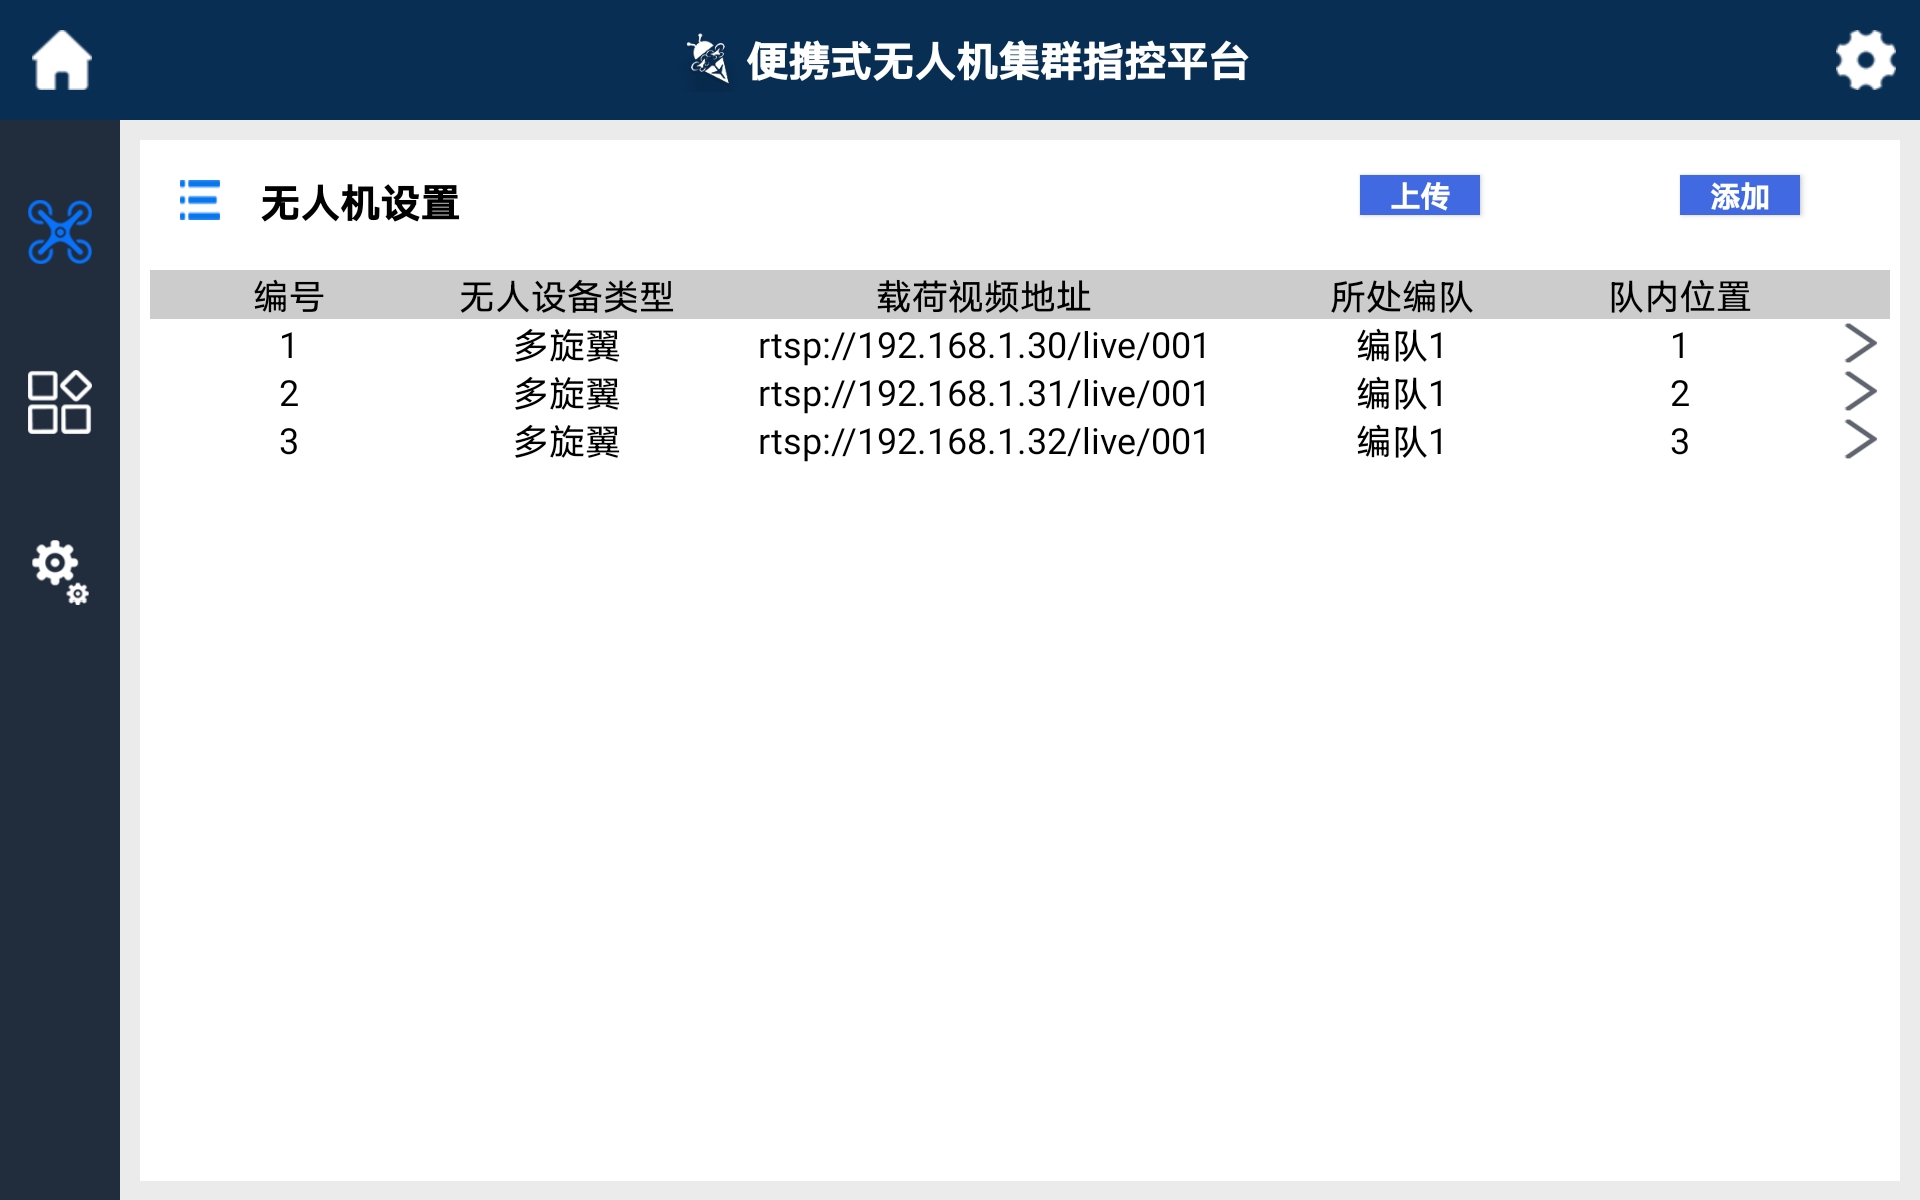 便携式无人机集群指控平台
无人机设置 上传 添加
编号 无人设备类型 载荷视频地址 所处编队 队内位置
1 多旋翼 rtsp://192.168.1.30/live/001 编队1 1
2 多旋翼 rtsp://192.168.1.31/live/001 编队1 2
3 多旋翼 rtsp://192.168.1.32/live/001 编队1 3